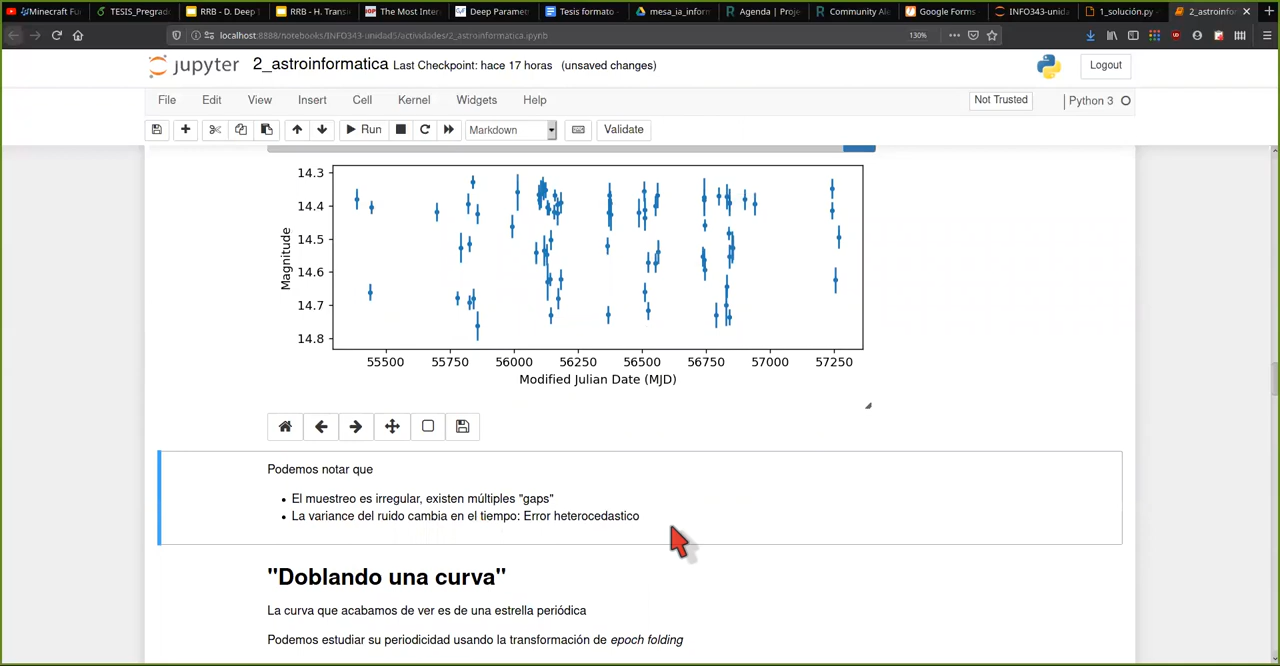 Minecraft Fu
TESIS_Pregrad
RRB - D. Deep
RRB - H. Transi
The Most Inter
Deep Paramet
Tesis formato -
mesa_ia_inform
Agenda | Proje
Community Ale
Google Forms
INFO343-unida
1_solución.py -
2_astroinfor
localhost:8888/notebooks/INFO343-unidad5/actividades/2_astroinformatica.ipynb
130%
jupyter 2_astroinformatica Last Checkpoint: hace 17 horas (unsaved changes)
Logout
File Edit View Insert Cell Kernel Widgets Help
Not Trusted
Python 3
Run
Markdown
Validate
14.3
14.4
14.5
14.6
14.7
14.8
Magnitude
55500 55750 56000 56250 56500 56750 57000 57250
Modified Julian Date (MJD)
Podemos notar que
El muestreo es irregular, existen múltiples "gaps"
La variance del ruido cambia en el tiempo: Error heterocedastico
"Doblando una curva"
La curva que acabamos de ver es de una estrella periódica
Podemos estudiar su periodicidad usando la transformación de epoch folding